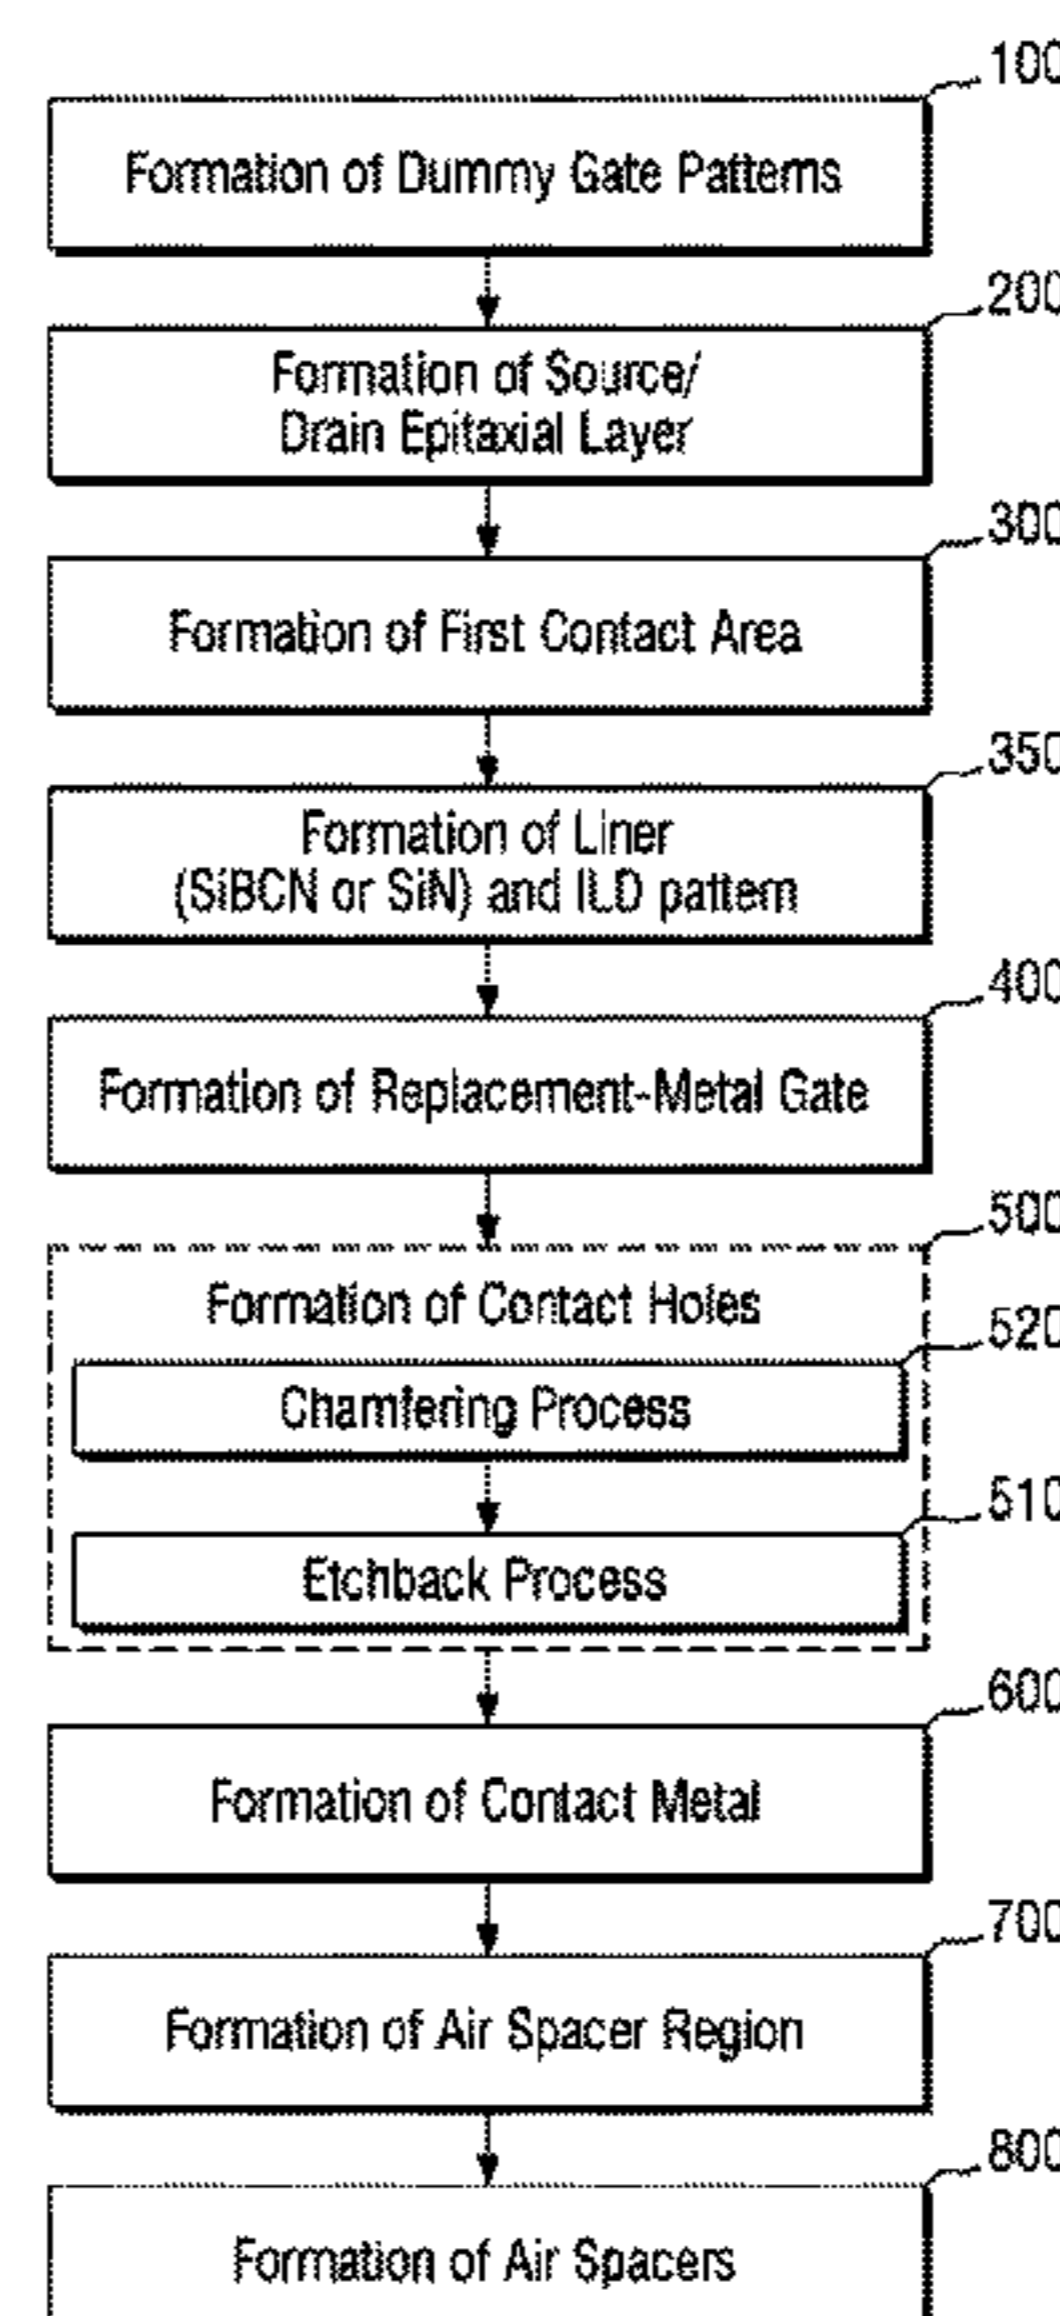 100
Formation of Dummy Gate Patterns
200
Formation of Source/
Drain Epitaxial Layer
300
Formation of First Contact Area
350
Formation of Liner
(SiBCN or SiN) and ILD pattern
400
Formation of Replacement-Metal Gate
500
Formation of Contact Holes
520
Chamfering Process
510
Etchback Process
600
Formation of Contact Metal
700
Formation of Air Spacer Region
800
Formation of Air Spacers